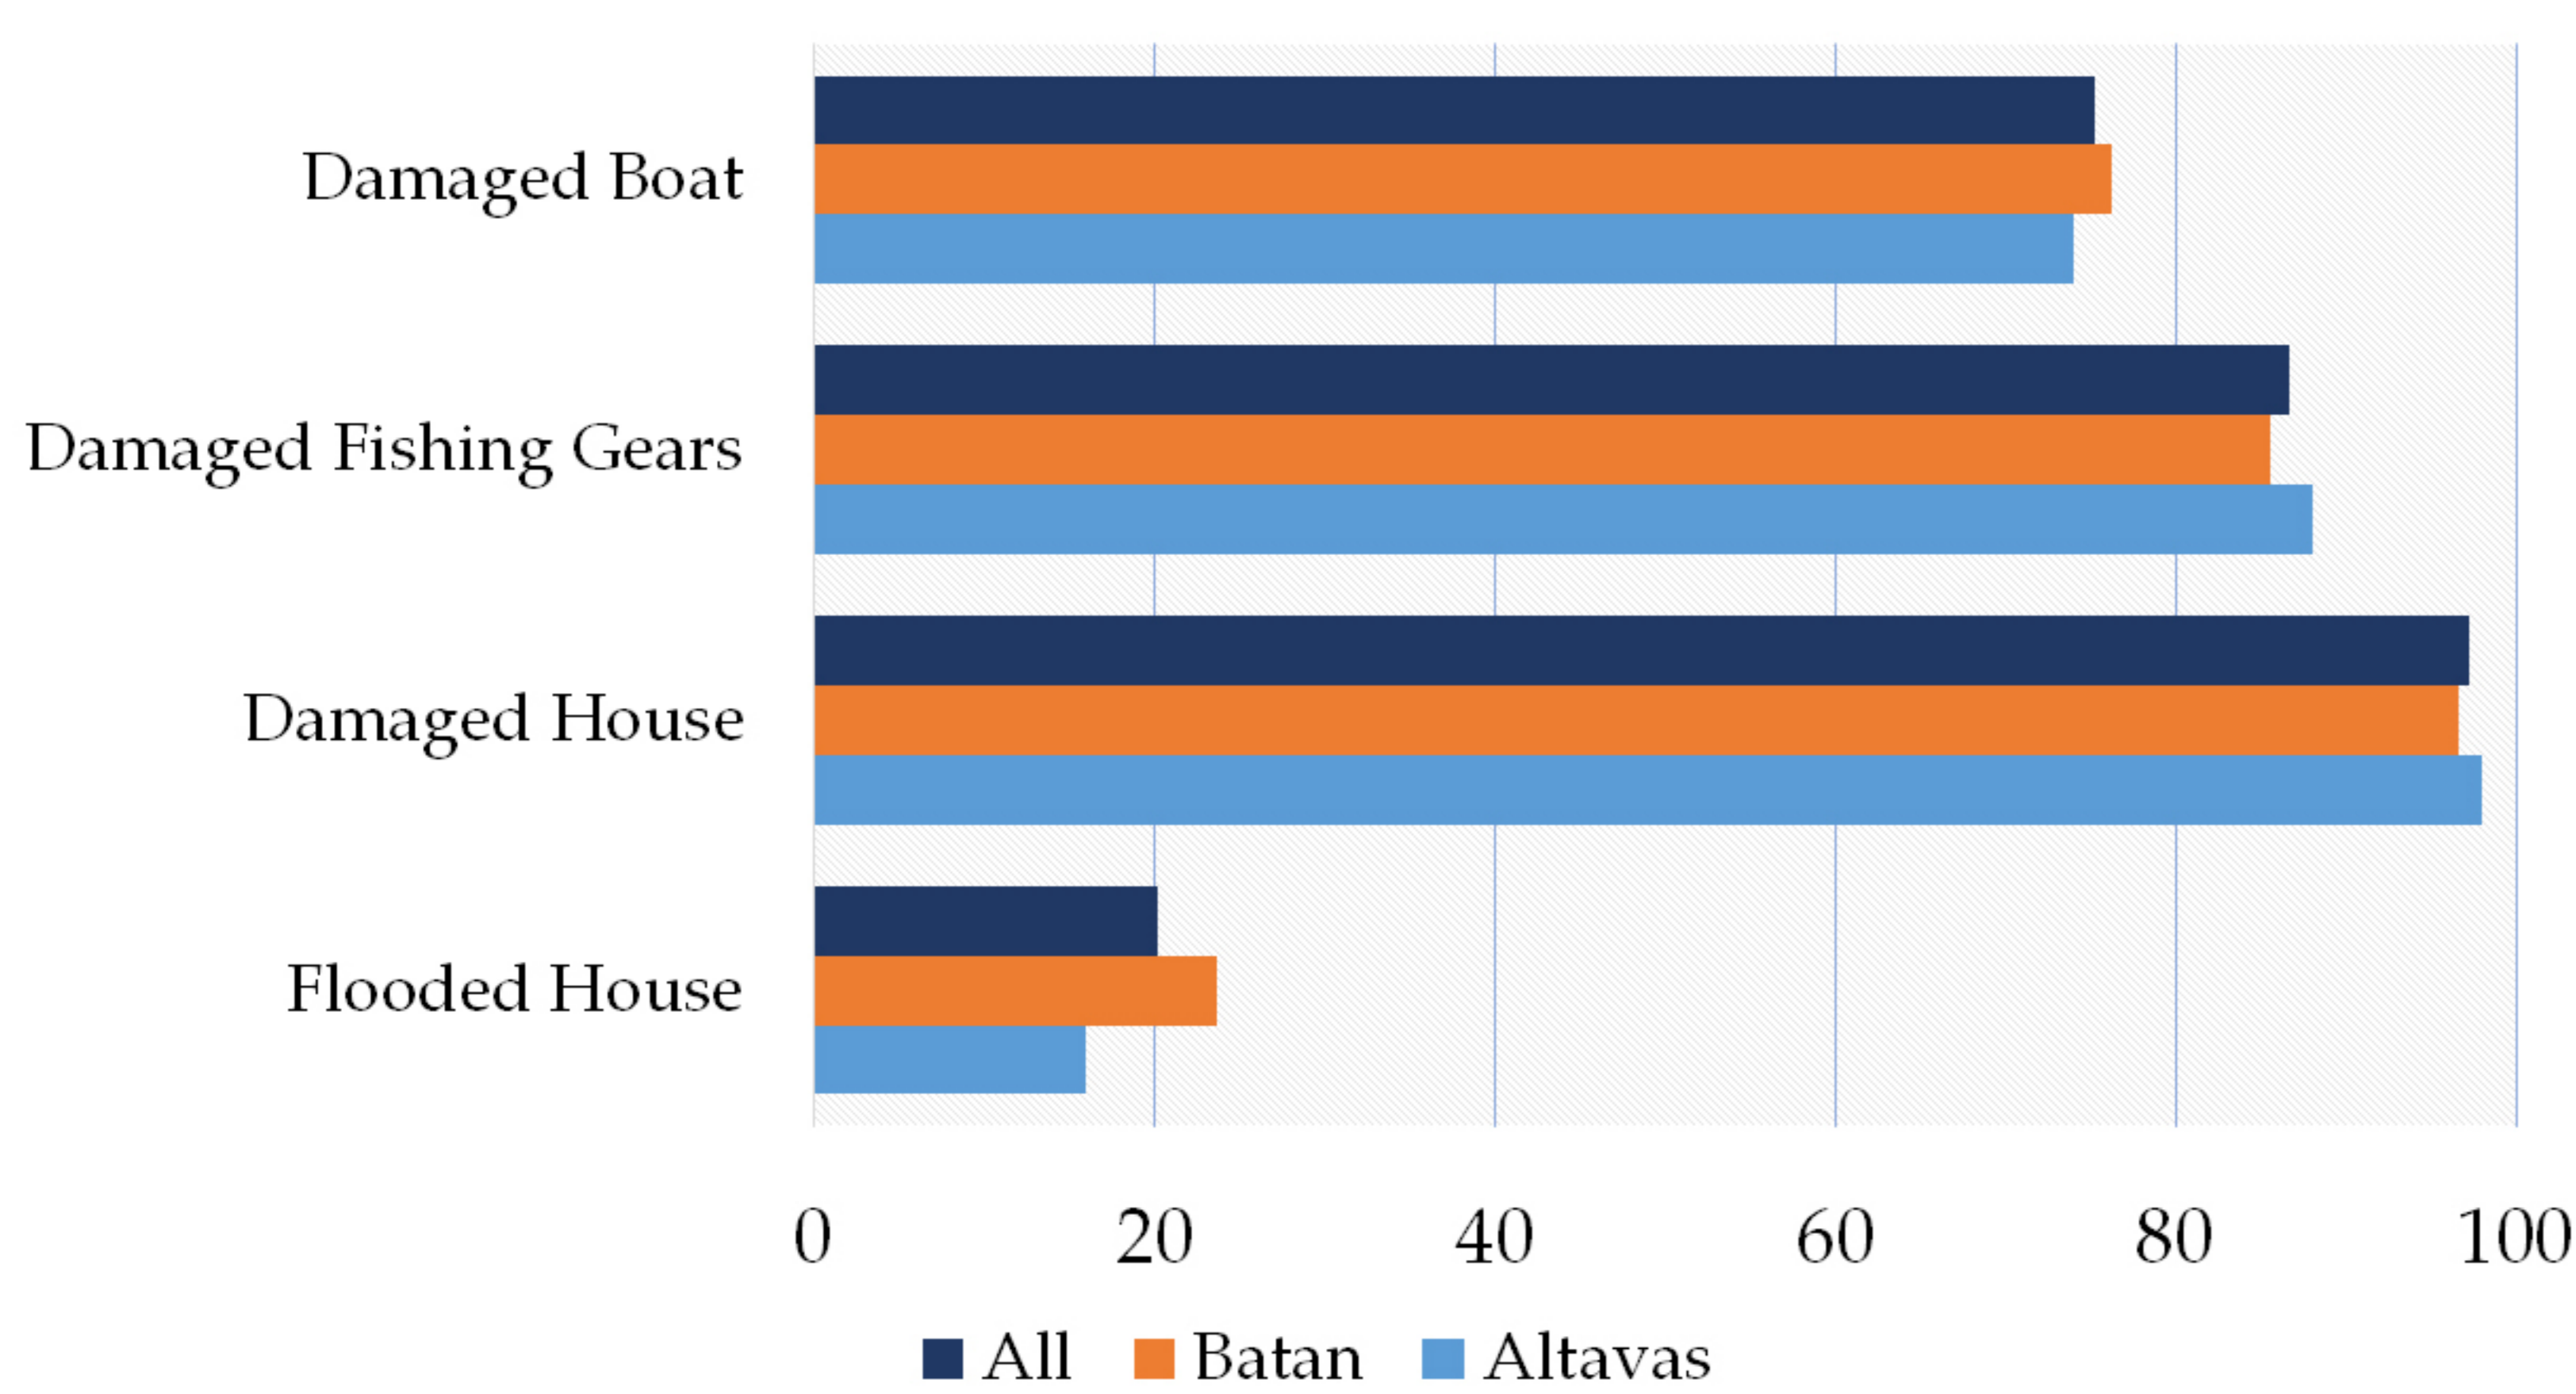 Damaged Boat
Damaged Fishing Gears
Damaged House
Flooded House
0 20 40 60 80 100
All Batan Altavas